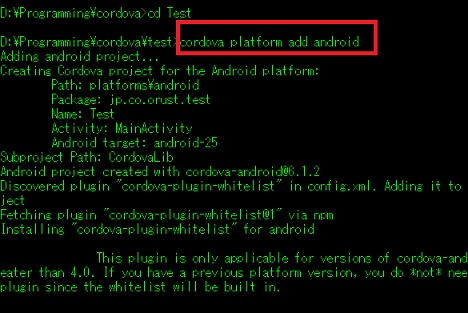 D:¥Programming¥cordova>cd Test
D:¥Programming¥cordova¥test>cordova platform add android
Adding android project...
Creating Cordova project for the Android platform:
Path: platforms¥android
Package: jp.co.orust.test
Name: Test
Activity: MainActivity
Android target: android-25
Subproject Path: CordovaLib
Android project created with cordova-android@6.1.2
Discovered plugin "cordova-plugin-whitelist" in config.xml. Adding it to
ject
Fetching plugin "cordova-plugin-whitelist@1" via npm
Installing "cordova-plugin-whitelist" for android
This plugin is only applicable for versions of cordova-and
eater than 4.0. If you have a previous platform version, you do *not* nee
plugin since the whitelist will be built in.